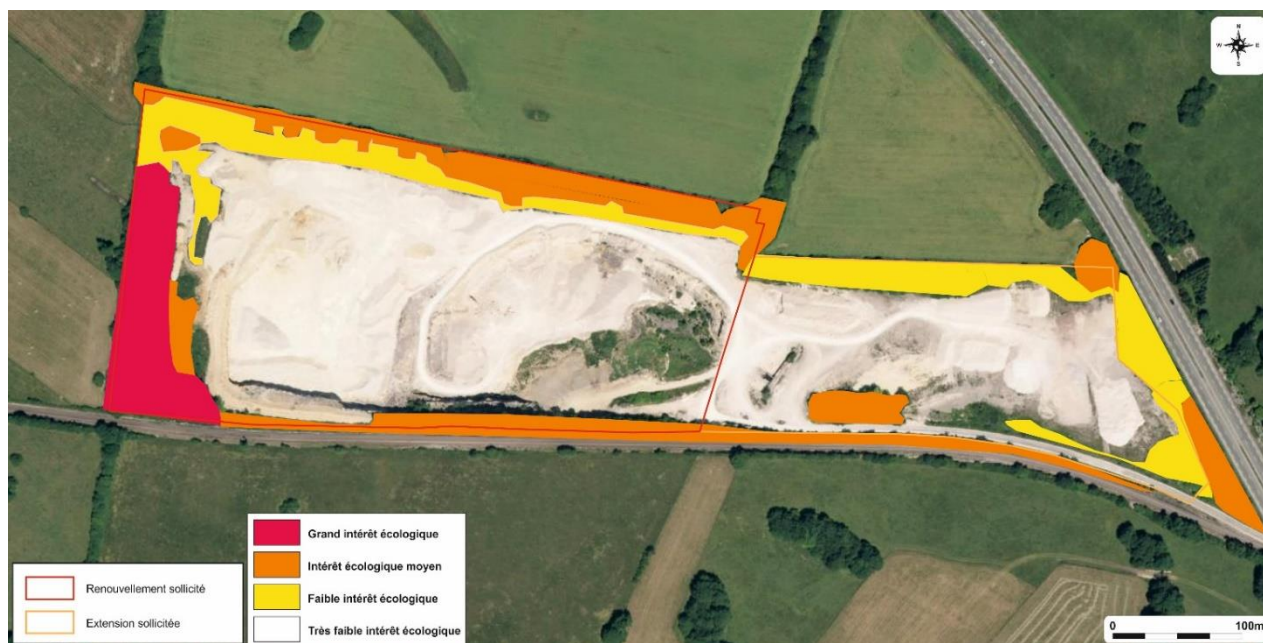 N
W
E
S
Grand intérêt écologique
Intérêt écologique moyen
Faible intérêt écologique
Très faible intérêt écologique
Renouvellement sollicité
Extension sollicitée
0
100m